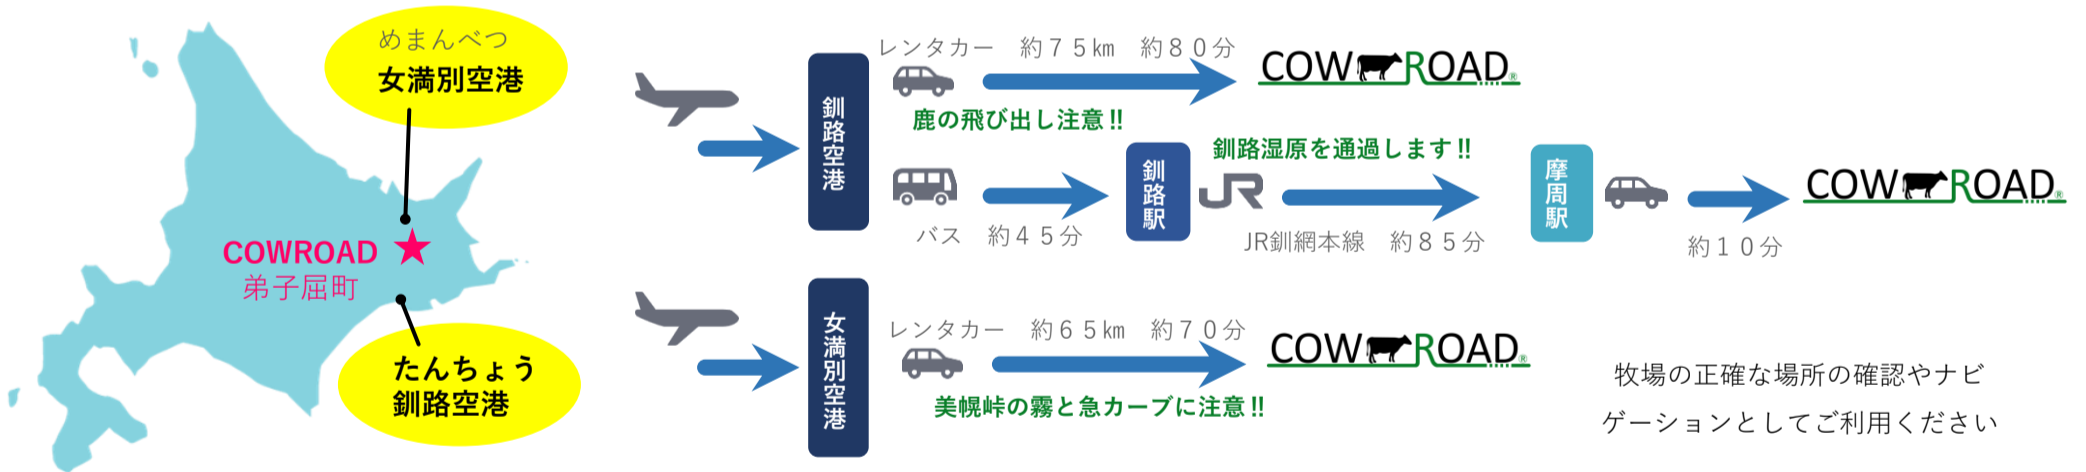 めまんべつ
女満別空港
COWROAD
弟子屈町
たんちょう
釧路空港
釧路空港
レンタカー　約７５㎞　約８０分
鹿の飛び出し注意‼
COW ROAD®
バス　約４５分
釧路駅
釧路湿原を通過します‼
JR
JR釧網本線　約８５分
摩周駅
約１０分
COW ROAD®
女満別空港
レンタカー　約６５㎞　約７０分
美幌峠の霧と急カーブに注意‼
COW ROAD®
牧場の正確な場所の確認やナビ
ゲーションとしてご利用ください